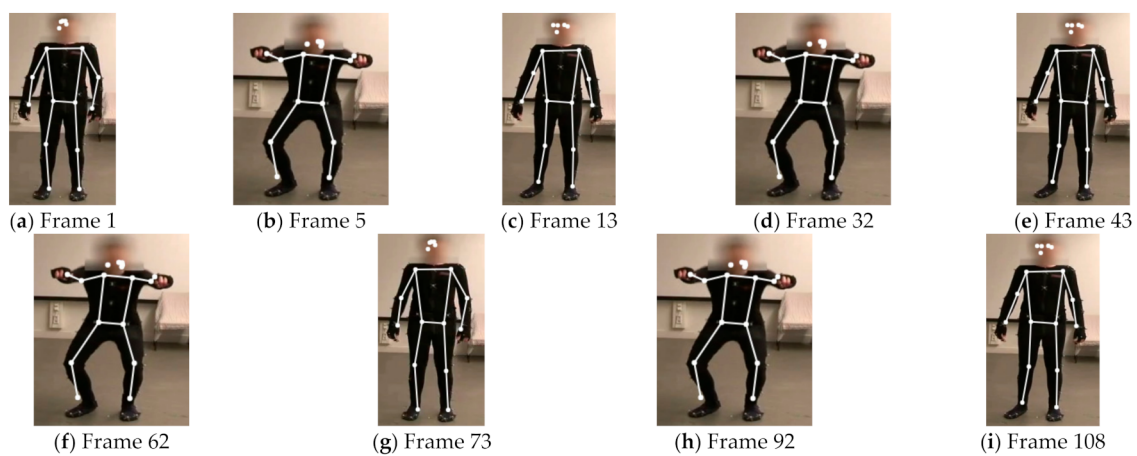 (a) Frame 1
(b) Frame 5
(c) Frame 13
(d) Frame 32
(e) Frame 43
(f) Frame 62
(g) Frame 73
(h) Frame 92
(i) Frame 108